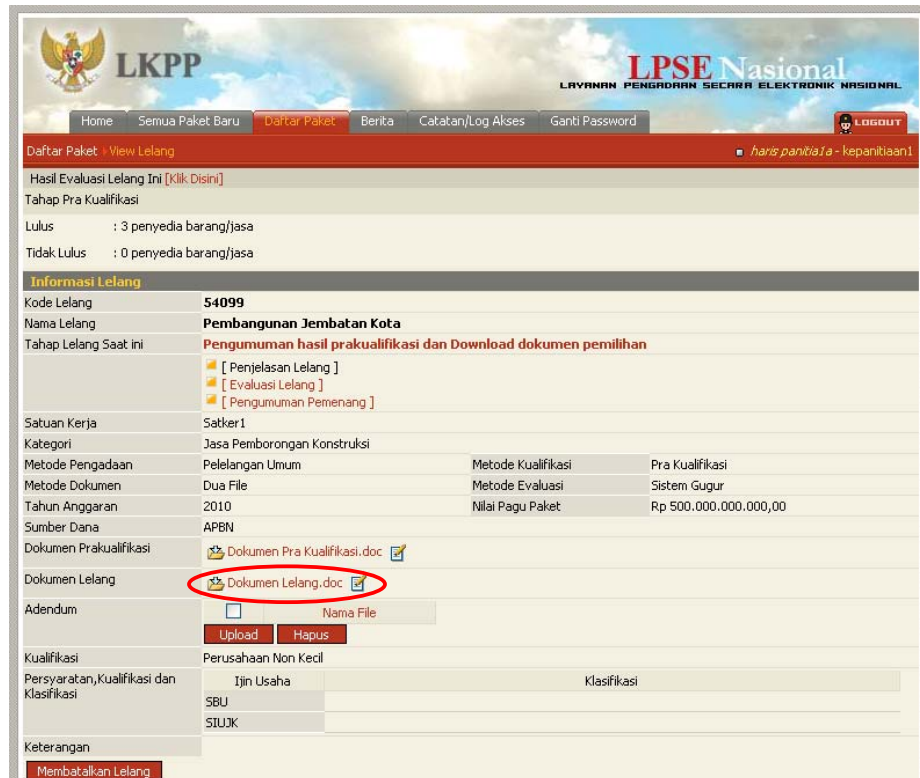 LKPP
LPSE Nasional
LAYANAN PENGADAAN SECARA ELEKTRONIK NASIONAL
Home Semua Paket Baru Daftar Paket Berita Catatan/Log Akses Ganti Password LOGOUT
Daftar Paket View Lelang haris panitia1a - kepanitiaan1
Hasil Evaluasi Lelang Ini [Klik Disini]
Tahap Pra Kualifikasi
Lulus : 3 penyedia barang/jasa
Tidak Lulus : 0 penyedia barang/jasa
Informasi Lelang
Kode Lelang 54099
Nama Lelang Pembangunan Jembatan Kota
Tahap Lelang Saat ini Pengumuman hasil prakualifikasi dan Download dokumen pemilihan
[ Penjelasan Lelang ]
[ Evaluasi Lelang ]
[ Pengumuman Pemenang ]
Satuan Kerja Satker1
Kategori Jasa Pemborongan Konstruksi
Metode Pengadaan Pelelangan Umum Metode Kualifikasi Pra Kualifikasi
Metode Dokumen Dua File Metode Evaluasi Sistem Gugur
Tahun Anggaran 2010 Nilai Pagu Paket Rp 500.000.000.000,00
Sumber Dana APBN
Dokumen Prakualifikasi Dokumen Pra Kualifikasi.doc
Dokumen Lelang Dokumen Lelang.doc
Adendum Nama File
Upload Hapus
Kualifikasi Perusahaan Non Kecil
Persyaratan,Kualifikasi dan Klasifikasi Ijin Usaha Klasifikasi
SBU
SIUJK
Keterangan
Membatalkan Lelang